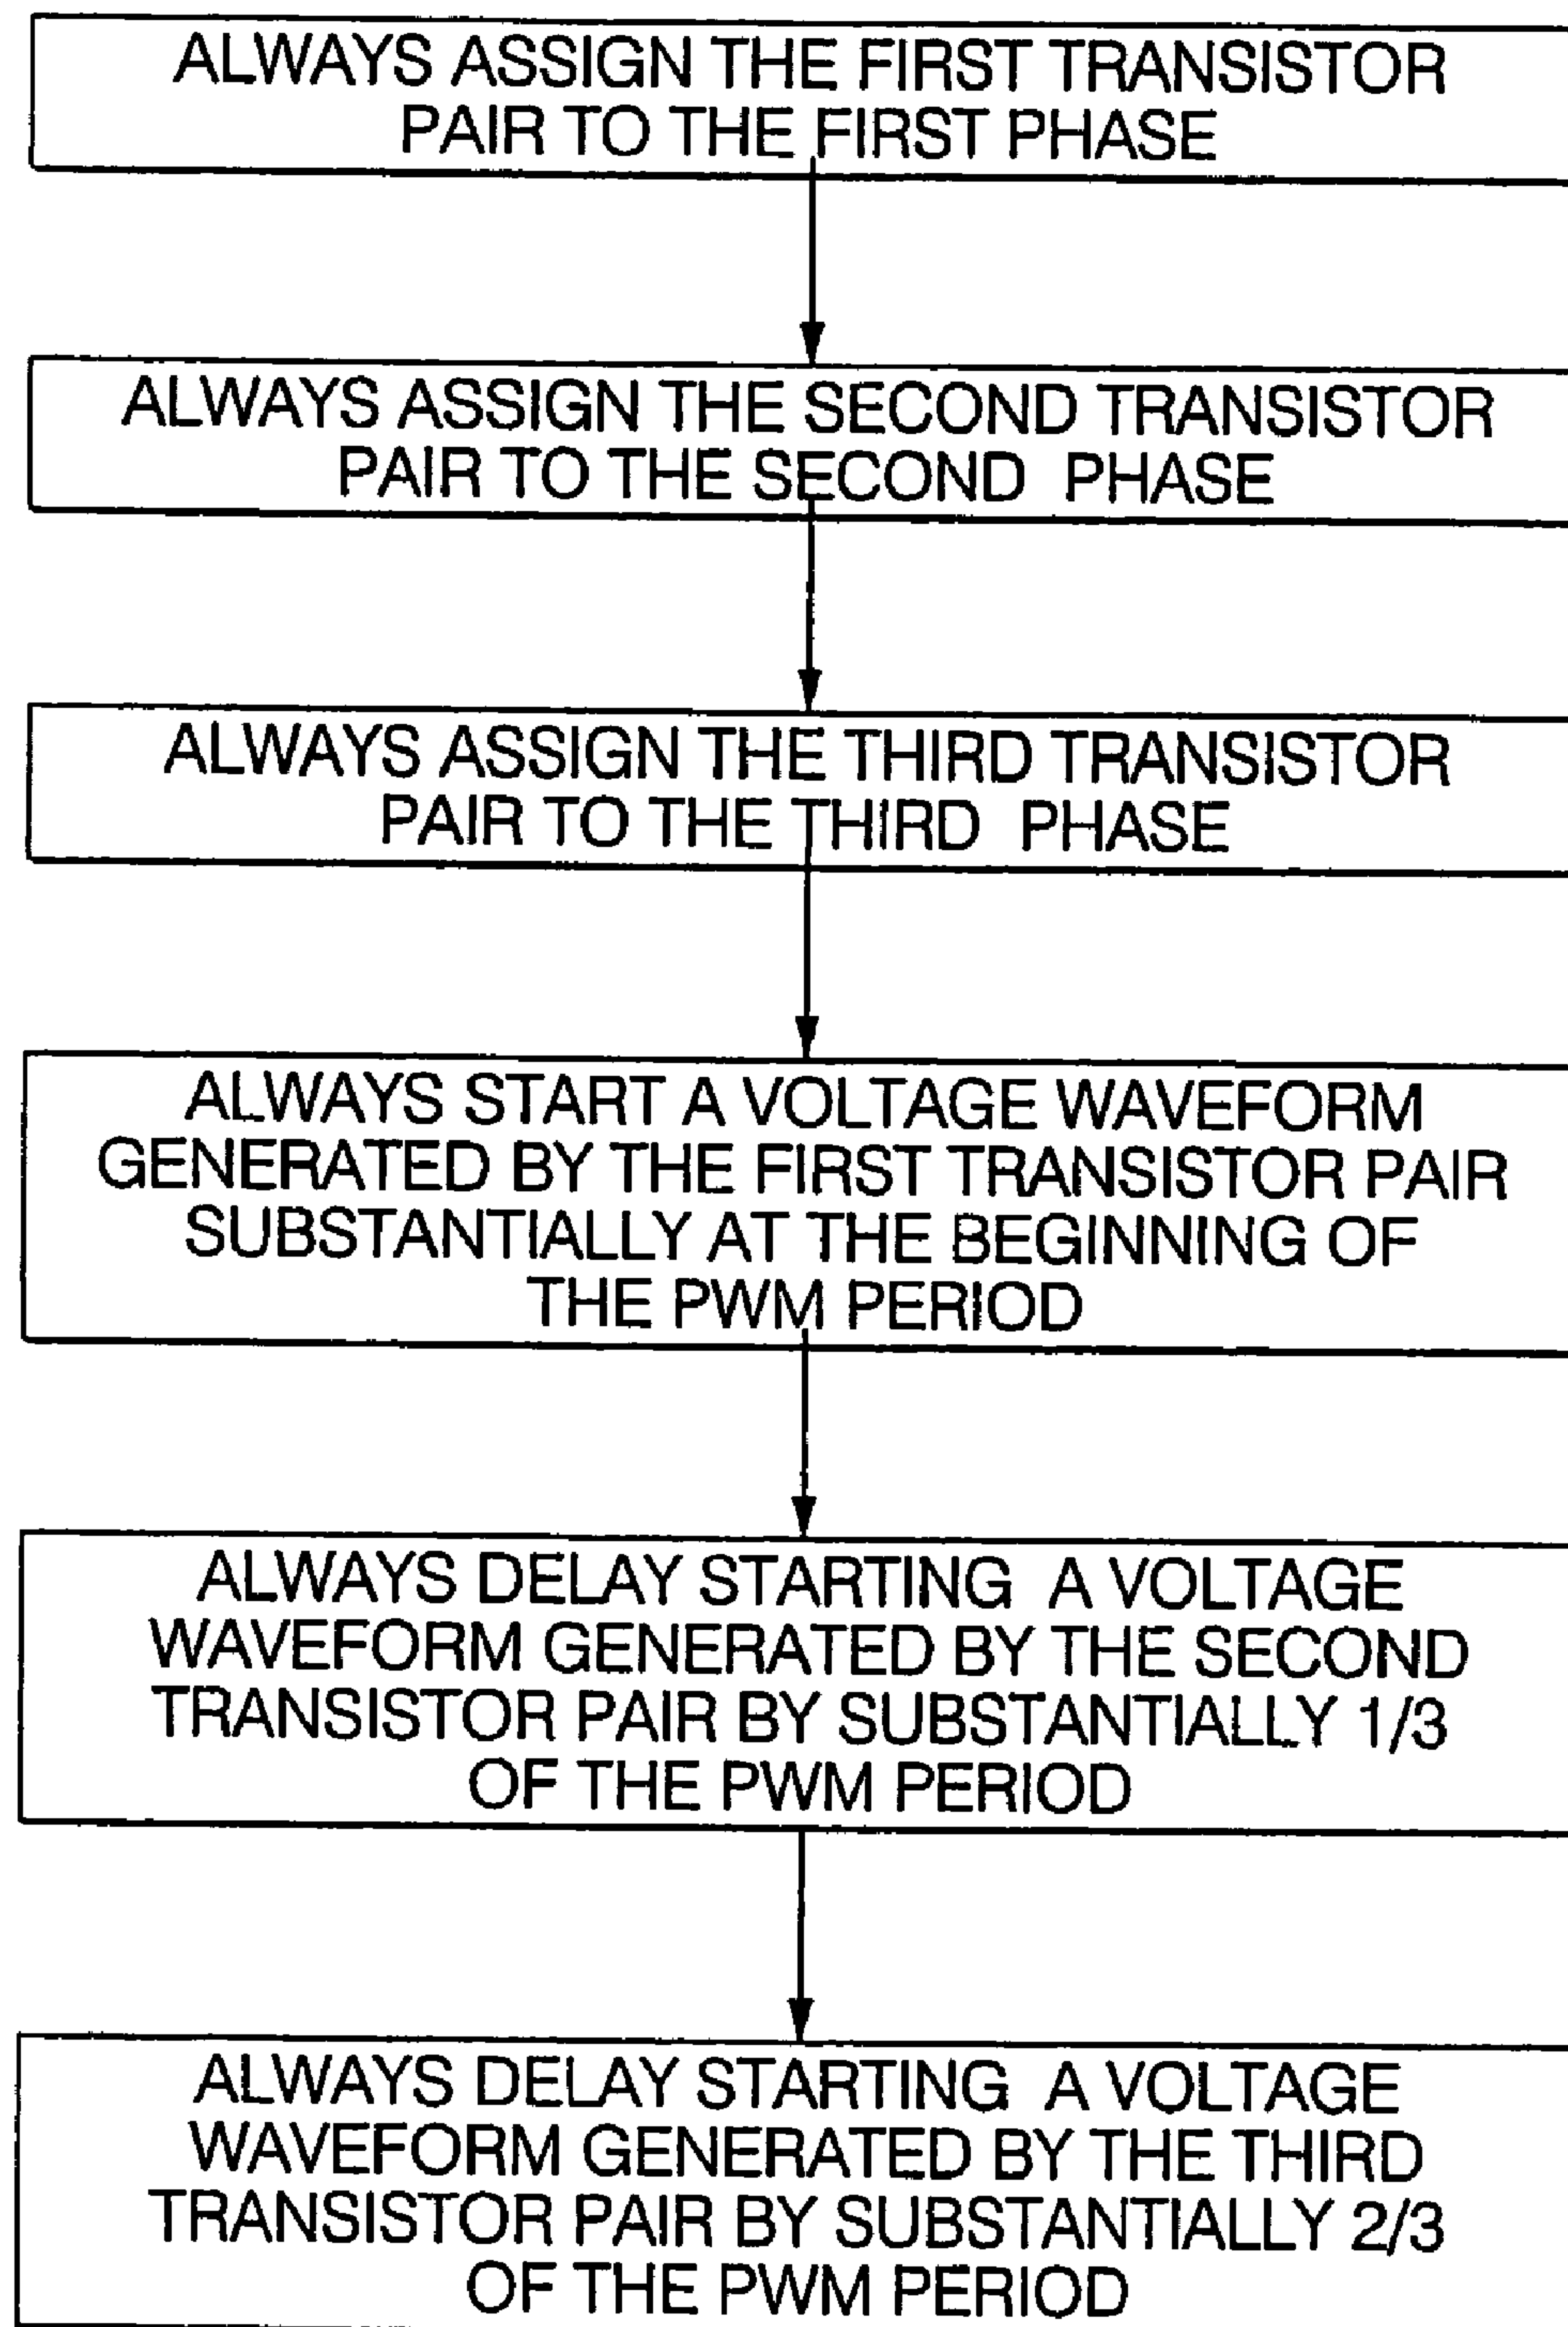 ALWAYS ASSIGN THE FIRST TRANSISTOR
PAIR TO THE FIRST PHASE
ALWAYS ASSIGN THE SECOND TRANSISTOR
PAIR TO THE SECOND PHASE
ALWAYS ASSIGN THE THIRD TRANSISTOR
PAIR TO THE THIRD PHASE
ALWAYS START A VOLTAGE WAVEFORM
GENERATED BY THE FIRST TRANSISTOR PAIR
SUBSTANTIALLY AT THE BEGINNING OF
THE PWM PERIOD
ALWAYS DELAY STARTING A VOLTAGE
WAVEFORM GENERATED BY THE SECOND
TRANSISTOR PAIR BY SUBSTANTIALLY 1/3
OF THE PWM PERIOD
ALWAYS DELAY STARTING A VOLTAGE
WAVEFORM GENERATED BY THE THIRD
TRANSISTOR PAIR BY SUBSTANTIALLY 2/3
OF THE PWM PERIOD